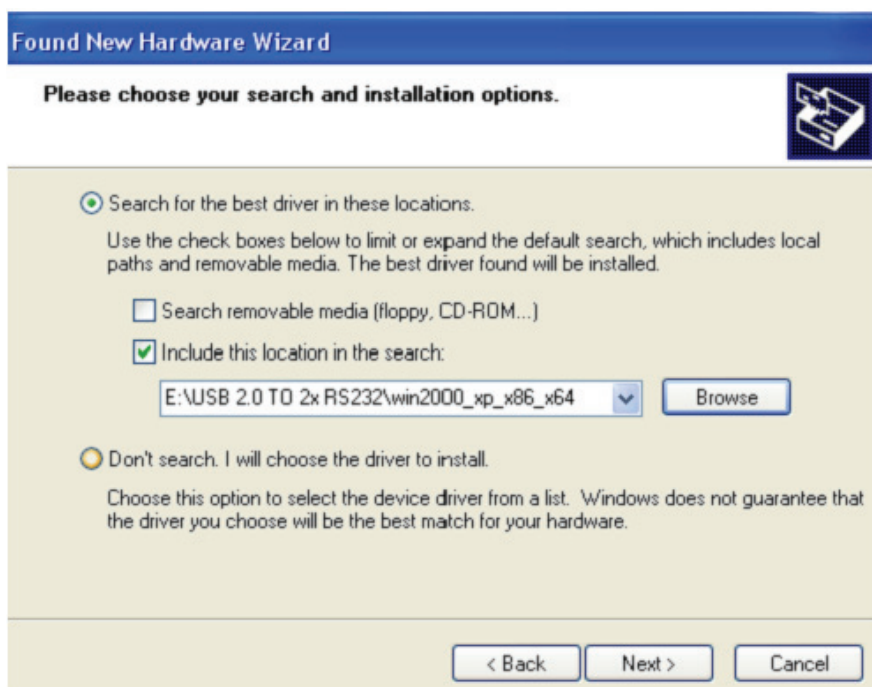 Found New Hardware Wizard
Please choose your search and installation options.
Search for the best driver in these locations.
Use the check boxes below to limit or expand the default search, which includes local
paths and removable media. The best driver found will be installed.
Search removable media (floppy, CD-ROM...)
Include this location in the search:
E:\USB 2.0 TO 2x RS232\win2000_xp_x86_x64
Browse
Don't search. I will choose the driver to install.
Choose this option to select the device driver from a list. Windows does not guarantee that
the driver you choose will be the best match for your hardware.
< Back Next > Cancel